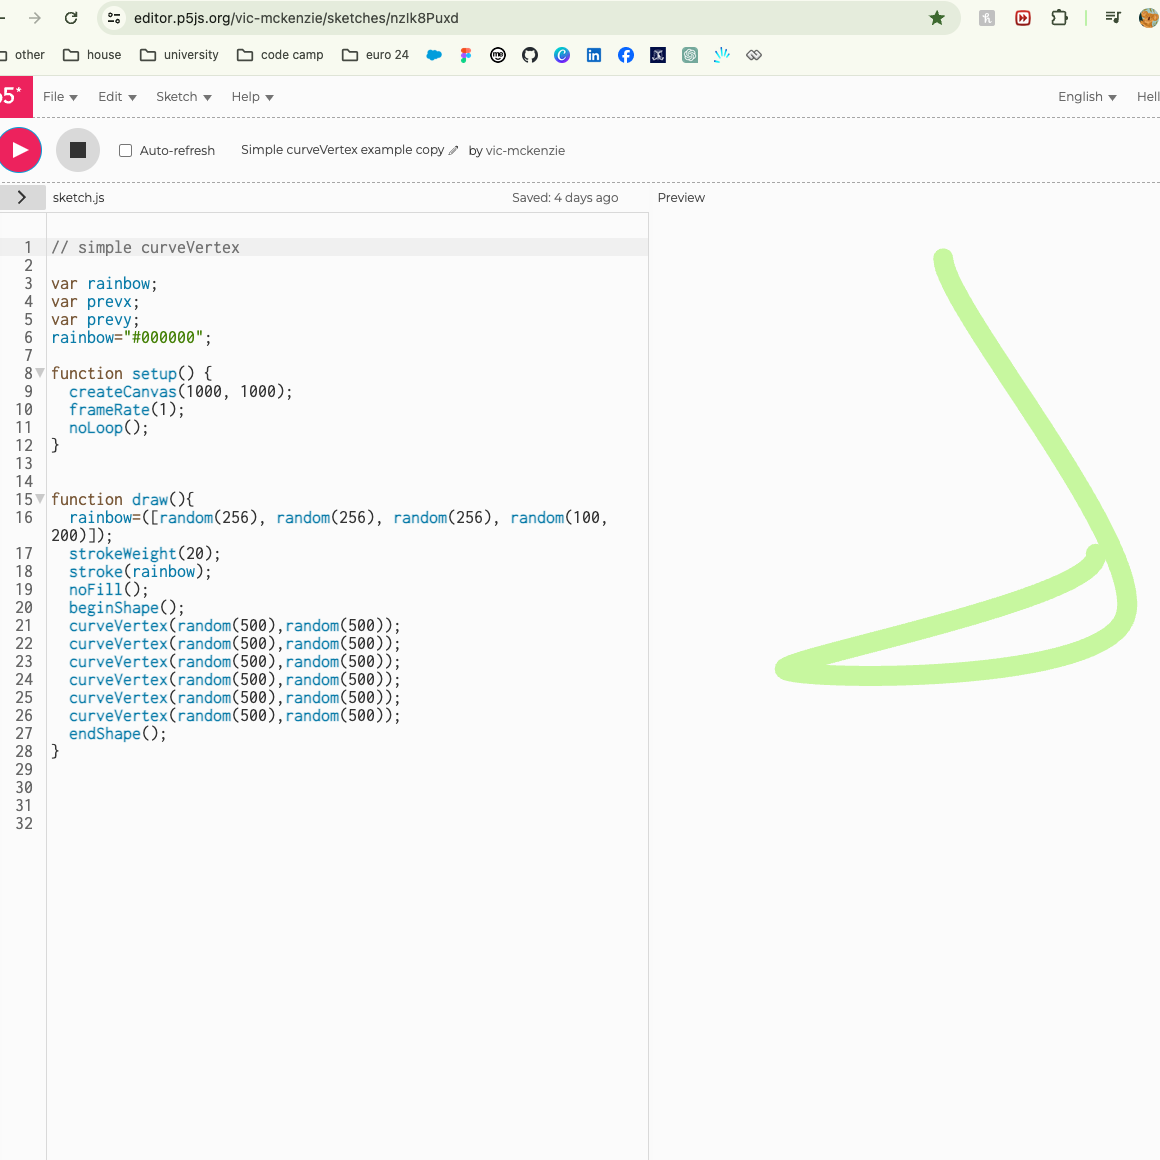 editor.p5js.org/vic-mckenzie/sketches/nzlk8Puxd
other house university code camp euro 24
p5* File Edit Sketch Help English Hell
Auto-refresh Simple curveVertex example copy by vic-mckenzie
sketch.js Saved: 4 days ago Preview
1 // simple curveVertex
2
3 var rainbow;
4 var prevx;
5 var prevy;
6 rainbow="#000000";
7
8 function setup() {
9 createCanvas(1000, 1000);
10 frameRate(1);
11 noLoop();
12 }
13
14
15 function draw(){
16 rainbow=([random(256), random(256), random(256), random(100,
200)]);
17 strokeWeight(20);
18 stroke(rainbow);
19 noFill();
20 beginShape();
21 curveVertex(random(500),random(500));
22 curveVertex(random(500),random(500));
23 curveVertex(random(500),random(500));
24 curveVertex(random(500),random(500));
25 curveVertex(random(500),random(500));
26 curveVertex(random(500),random(500));
27 endShape();
28 }
29
30
31
32